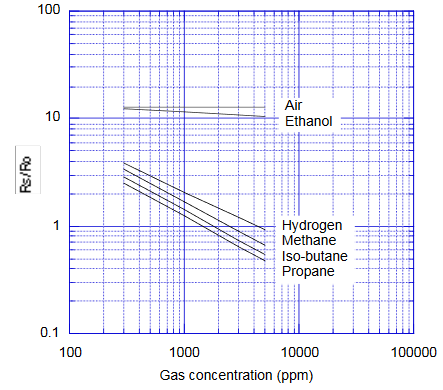 100
10
1
0.1
Rs/Ro
Air
Ethanol
Hydrogen
Methane
Iso-butane
Propane
100 1000 10000 100000
Gas concentration (ppm)